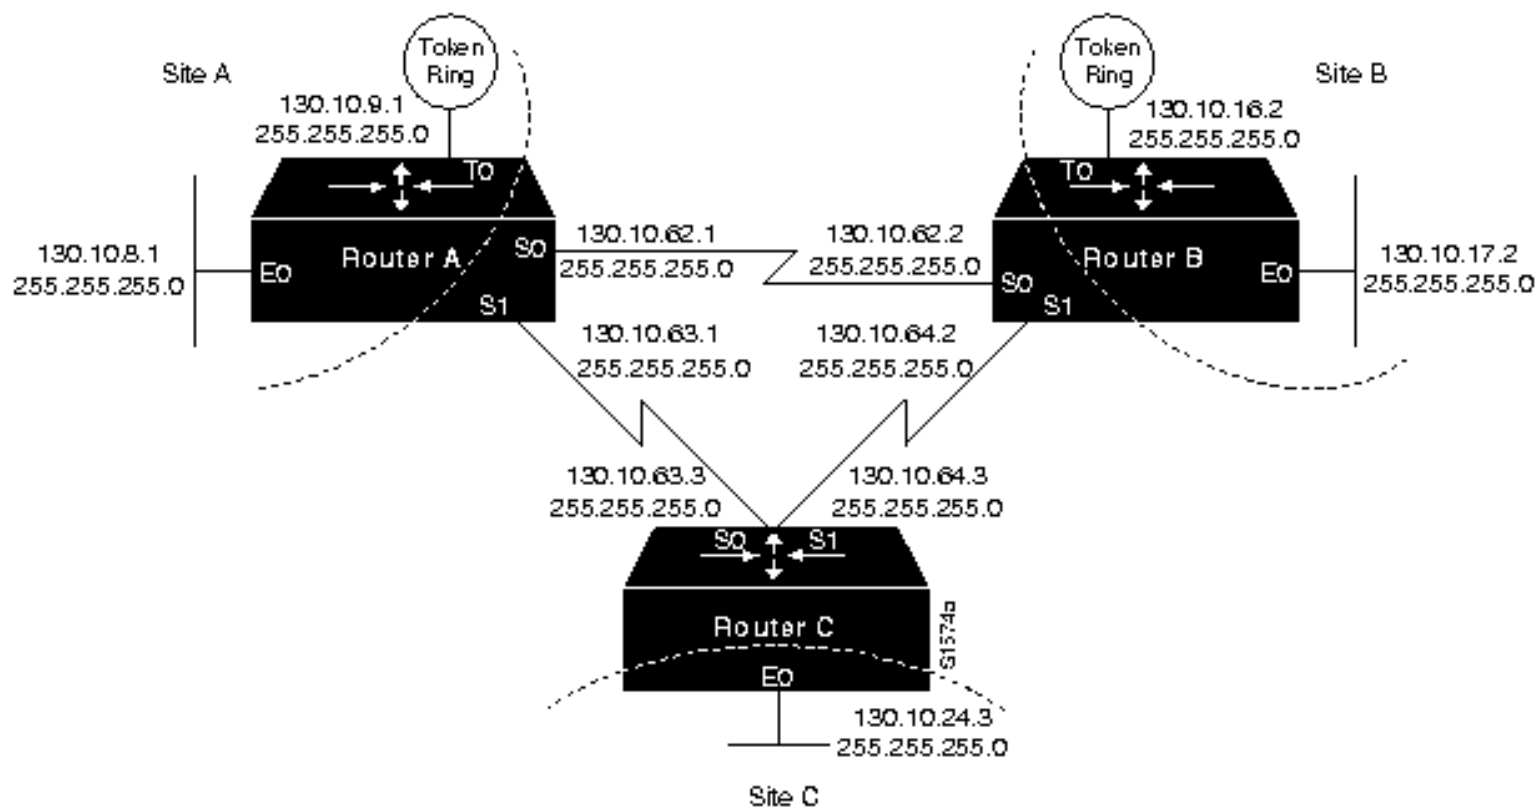 Site A
Token
Ring
130.10.9.1
255.255.255.0
To
Token
Ring
Site B
130.10.16.2
255.255.255.0
To
130.10.8.1
255.255.255.0
Eo
Router A
So
S1
130.10.62.1
255.255.255.0
130.10.62.2
255.255.255.0
Router B
So
S1
Eo
130.10.17.2
255.255.255.0
130.10.63.1
255.255.255.0
130.10.64.2
255.255.255.0
130.10.63.3
255.255.255.0
130.10.64.3
255.255.255.0
So
S1
Router C
Eo
S1574a
130.10.24.3
255.255.255.0
Site C